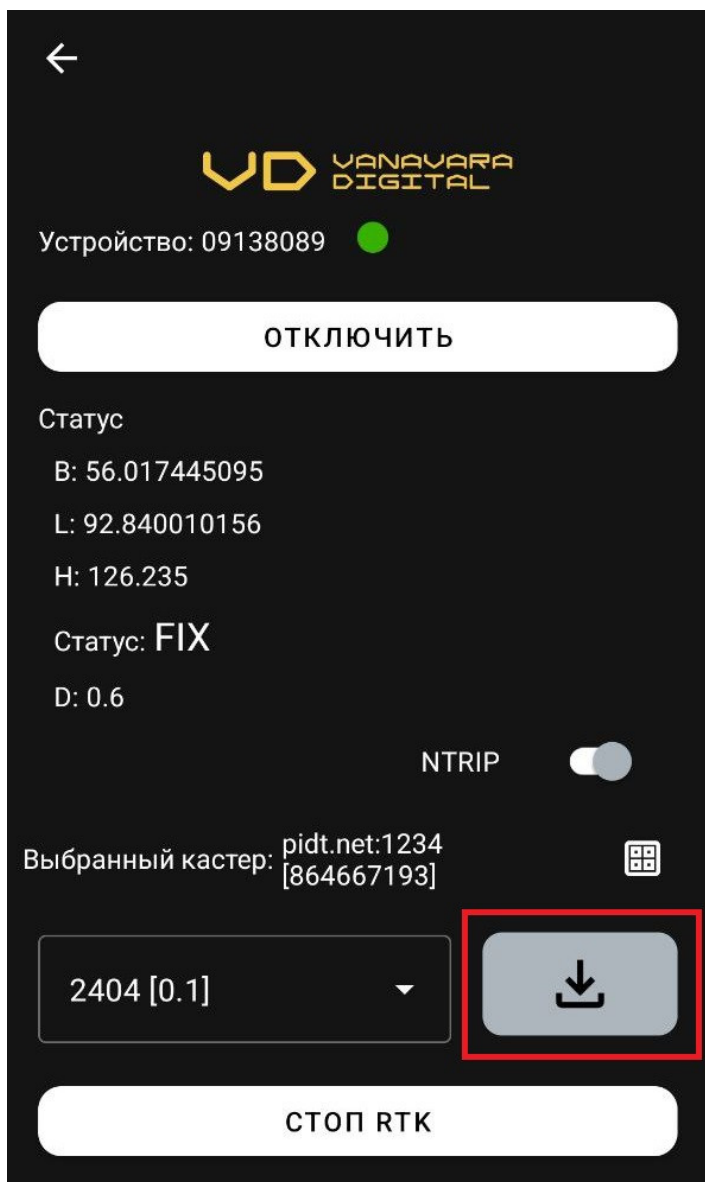 VD VANAVARA
DIGITAL
Устройство: 09138089
ОТКЛЮЧИТЬ
Статус
B: 56.017445095
L: 92.840010156
H: 126.235
Статус: FIX
D: 0.6
NTRIP
Выбранный кастер: pidt.net:1234
[864667193]
2404 [0.1]
СТОП RTK